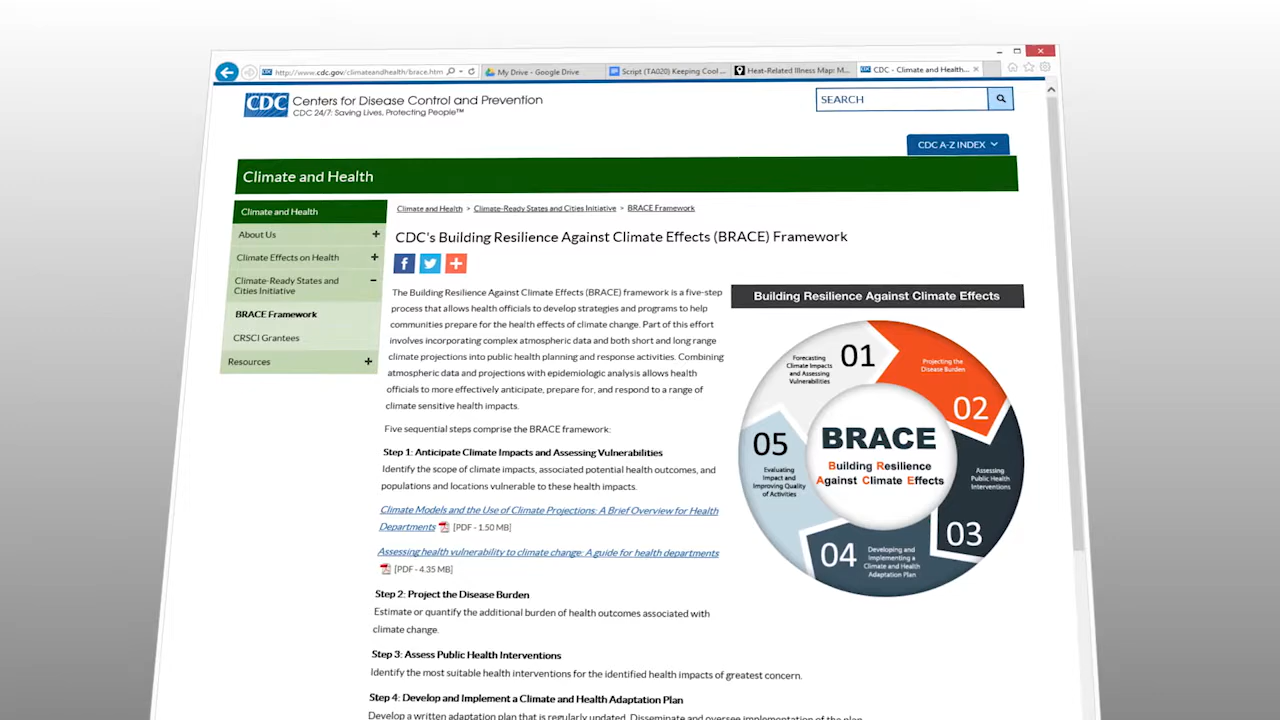 http://www.cdc.gov/climateandhealth/brace.htm
My Drive - Google Drive
Script (TA020) Keeping Cool ...
Heat-Related Illness Map: M...
CDC - Climate and Health...
CDC
Centers for Disease Control and Prevention
CDC 24/7: Saving Lives, Protecting People™
SEARCH
CDC A-Z INDEX
Climate and Health
Climate and Health
About Us
Climate Effects on Health
Climate-Ready States and
Cities Initiative
BRACE Framework
CRSCI Grantees
Resources
Climate and Health > Climate-Ready States and Cities Initiative > BRACE Framework
CDC's Building Resilience Against Climate Effects (BRACE) Framework
The Building Resilience Against Climate Effects (BRACE) framework is a five-step
process that allows health officials to develop strategies and programs to help
communities prepare for the health effects of climate change. Part of this effort
involves incorporating complex atmospheric data and both short and long range
climate projections into public health planning and response activities. Combining
atmospheric data and projections with epidemiologic analysis allows health
officials to more effectively anticipate, prepare for, and respond to a range of
climate sensitive health impacts.
Five sequential steps comprise the BRACE framework:
Step 1: Anticipate Climate Impacts and Assessing Vulnerabilities
Identify the scope of climate impacts, associated potential health outcomes, and
populations and locations vulnerable to these health impacts.
Climate Models and the Use of Climate Projections: A Brief Overview for Health
Departments [PDF - 1.50 MB]
Assessing health vulnerability to climate change: A guide for health departments
[PDF - 4.35 MB]
Step 2: Project the Disease Burden
Estimate or quantify the additional burden of health outcomes associated with
climate change.
Step 3: Assess Public Health Interventions
Identify the most suitable health interventions for the identified health impacts of greatest concern.
Step 4: Develop and Implement a Climate and Health Adaptation Plan
Develop a written adaptation plan that is regularly updated. Disseminate and oversee implementation of the plan
Building Resilience Against Climate Effects
01
Forecasting
Climate Impacts
and Assessing
Vulnerabilities
Projecting the
Disease Burden
02
Assessing
Public Health
Interventions
03
04
Developing and
Implementing a
Climate and Health
Adaptation Plan
05
Evaluating
Impact and
Improving Quality
of Activities
BRACE
Building Resilience
Against Climate Effects